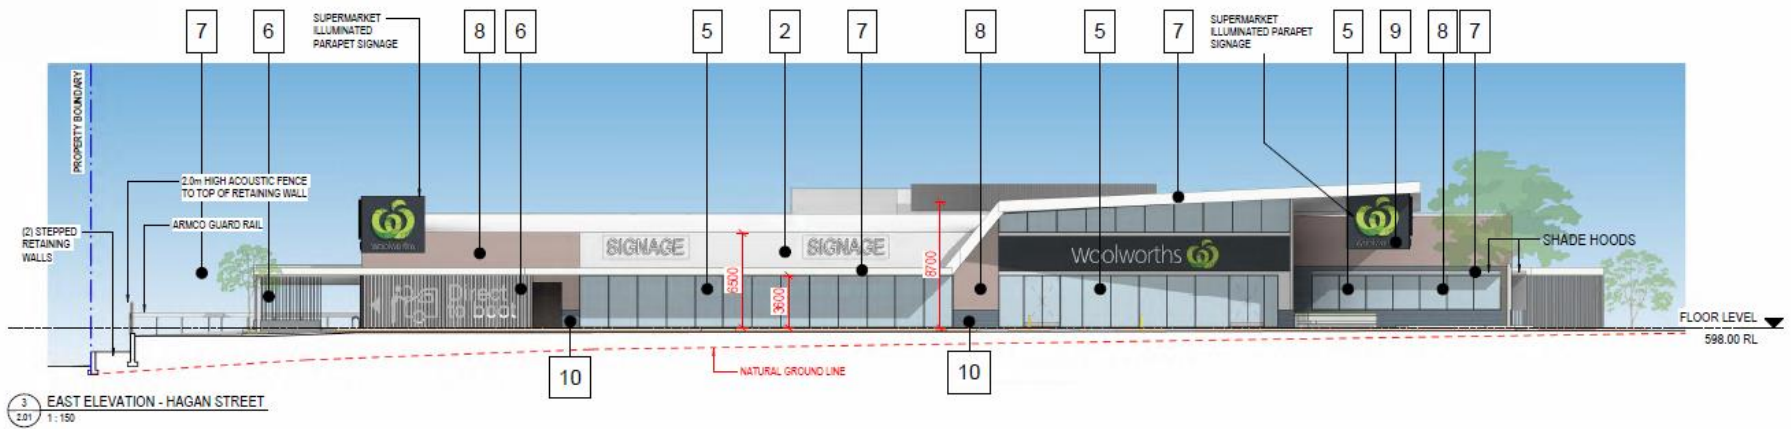 7
6
SUPERMARKET
ILLUMINATED
PARAPET SIGNAGE
8
6
5
2
7
8
5
7
SUPERMARKET
ILLUMINATED PARAPET
SIGNAGE
5
9
8
7
PROPERTY BOUNDARY
2.0m HIGH ACOUSTIC FENCE
TO TOP OF RETAINING WALL
ARMCO GUARD RAIL
(2) STEPPED
RETAINING
WALLS
woolworths
SIGNAGE
SIGNAGE
Woolworths
SHADE HOODS
Direct
to boot
6500
3600
8700
FLOOR LEVEL
598.00 RL
NATURAL GROUND LINE
10
10
3
2.01
EAST ELEVATION - HAGAN STREET
1 : 150